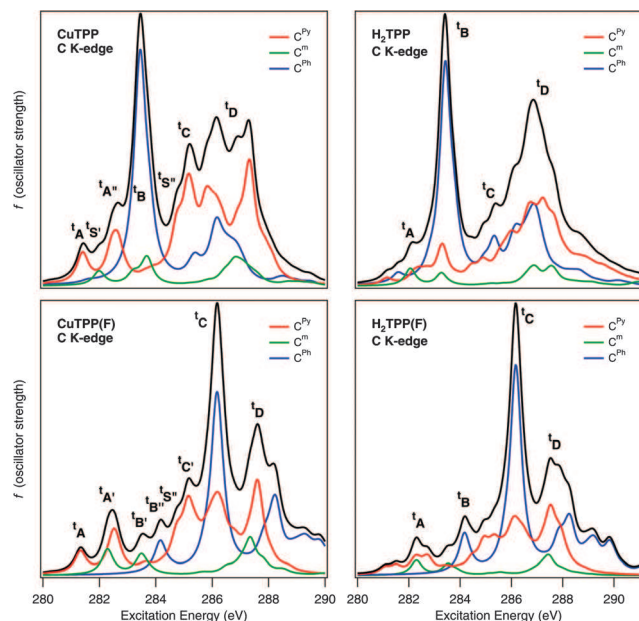 CuTPP
C K-edge
C^Py
C^m
C^Ph
f (oscillator strength)
^tA
^tS'
^tA"
^tB
^tS"
^tC
^tD
H₂TPP
C K-edge
C^Py
C^m
C^Ph
^tA
^tB
^tC
^tD
CuTPP(F)
C K-edge
C^Py
C^m
C^Ph
f (oscillator strength)
^tA
^tA'
^tB'
^tB"
^tS"
^tC'
^tC
^tD
280 282 284 286 288 290
Excitation Energy (eV)
H₂TPP(F)
C K-edge
C^Py
C^m
C^Ph
^tA
^tB
^tC
^tD
280 282 284 286 288 290
Excitation Energy (eV)